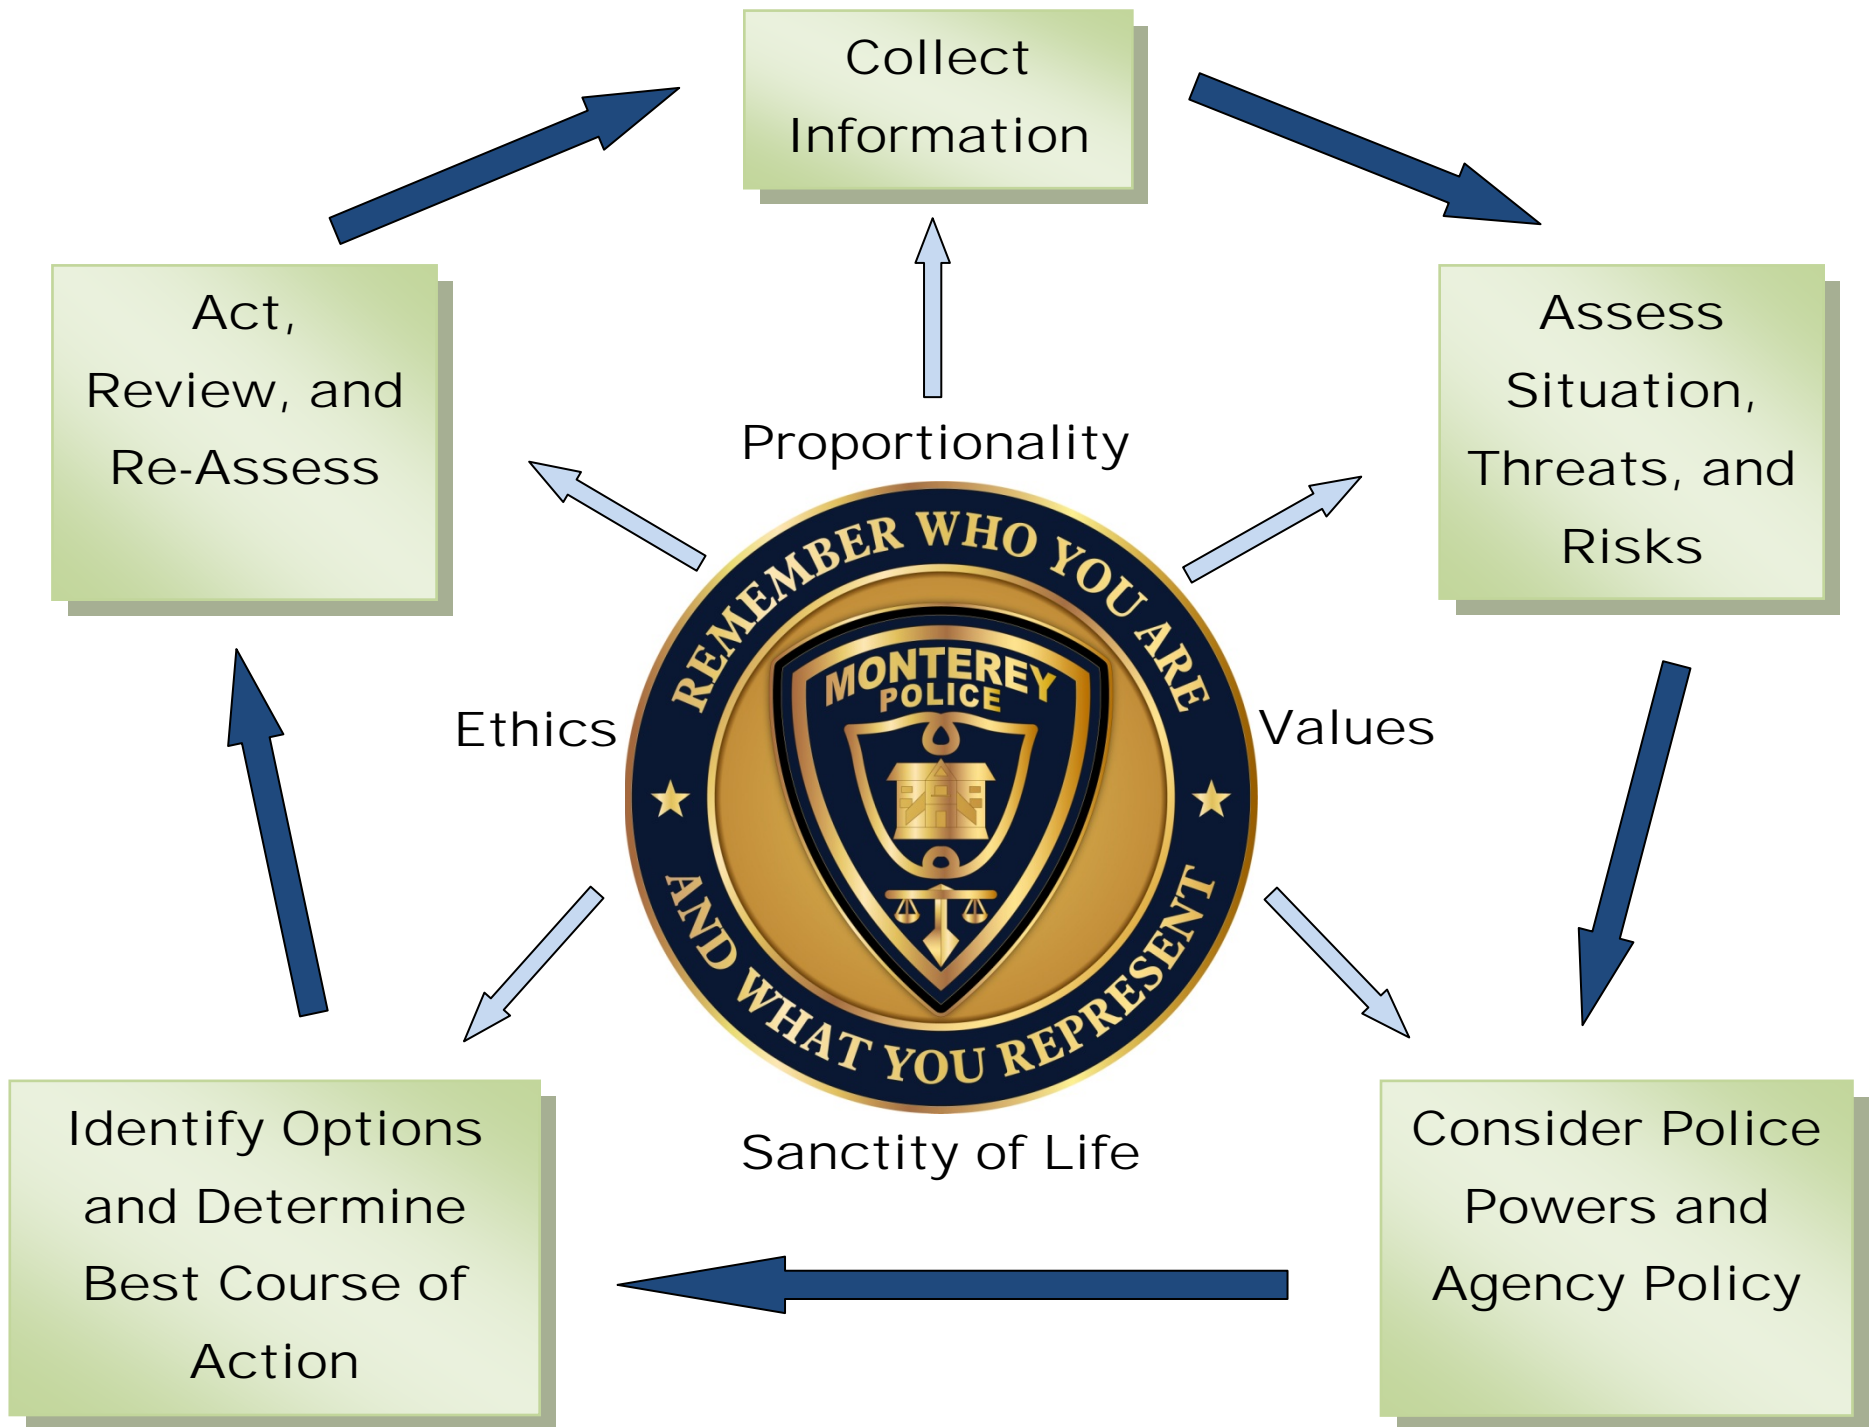 Collect
Information
Act,
Review, and
Re-Assess
Assess
Situation,
Threats, and
Risks
Proportionality
REMEMBER WHO YOU ARE
MONTEREY
POLICE
Ethics
Values
AND WHAT YOU REPRESENT
Sanctity of Life
Identify Options
and Determine
Best Course of
Action
Consider Police
Powers and
Agency Policy